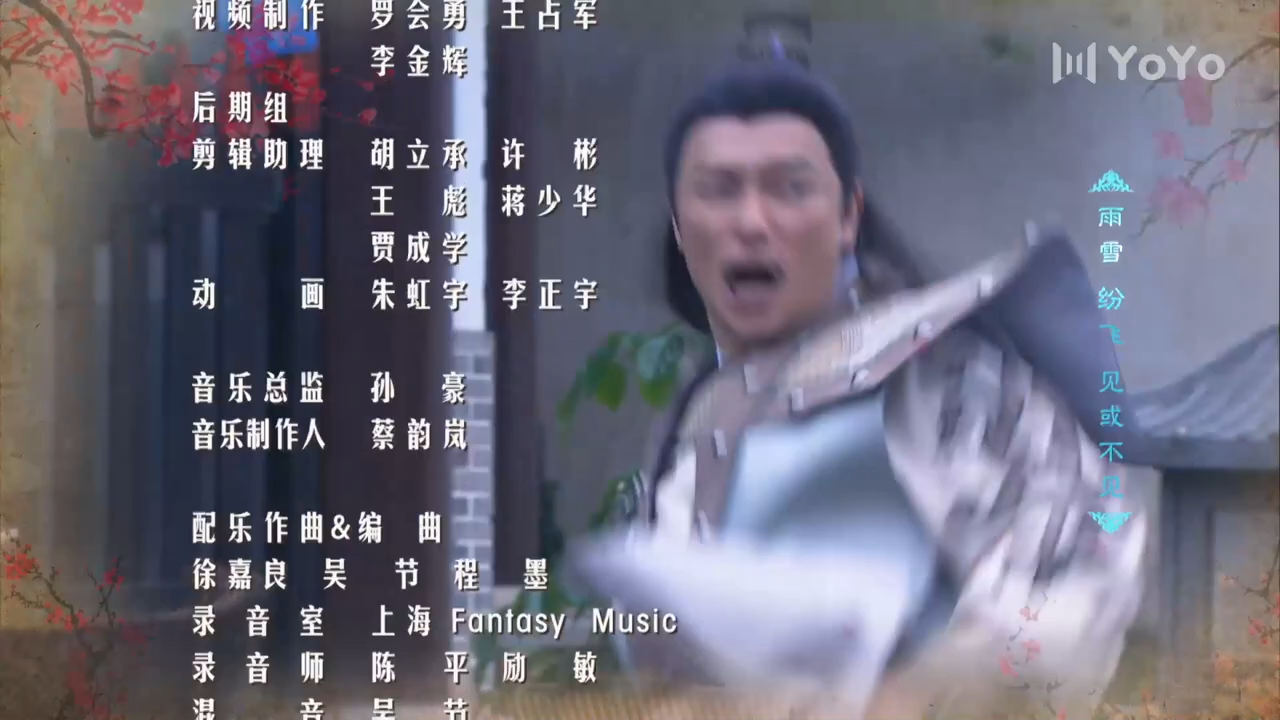 视频制作 罗会勇 王占军
李金辉
后期组
剪辑助理 胡立承 许彬
王彪 蒋少华
贾成学
动画 朱虹宇 李正宇
音乐总监 孙豪
音乐制作人 蔡韵岚
配乐作曲&编曲
徐嘉良 吴节 程墨
录音室 上海 Fantasy Music
录音师 陈平 励敏
混音 吴节
YoYo
雨雪纷飞见或不见